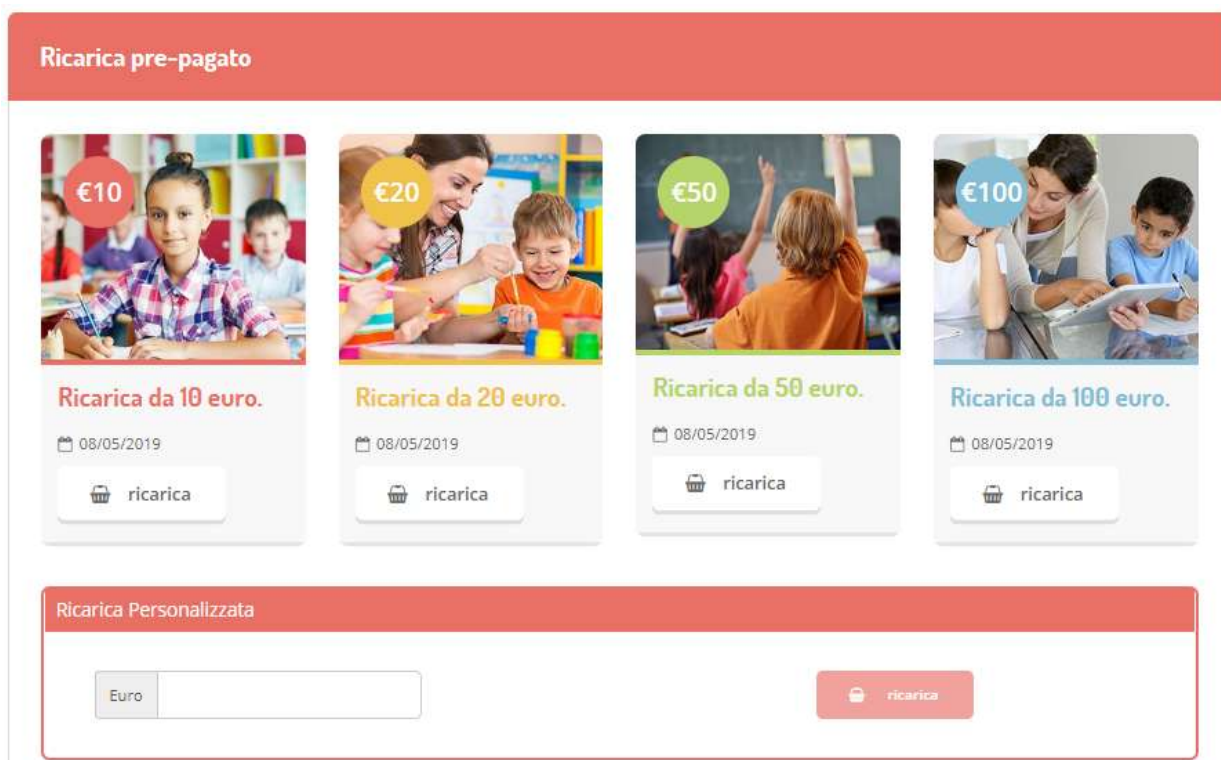 Ricarica pre-pagato
€10
€20
€50
€100
Ricarica da 10 euro.
Ricarica da 20 euro.
Ricarica da 50 euro.
Ricarica da 100 euro.
08/05/2019
08/05/2019
08/05/2019
08/05/2019
ricarica
ricarica
ricarica
ricarica
Ricarica Personalizzata
Euro
ricarica